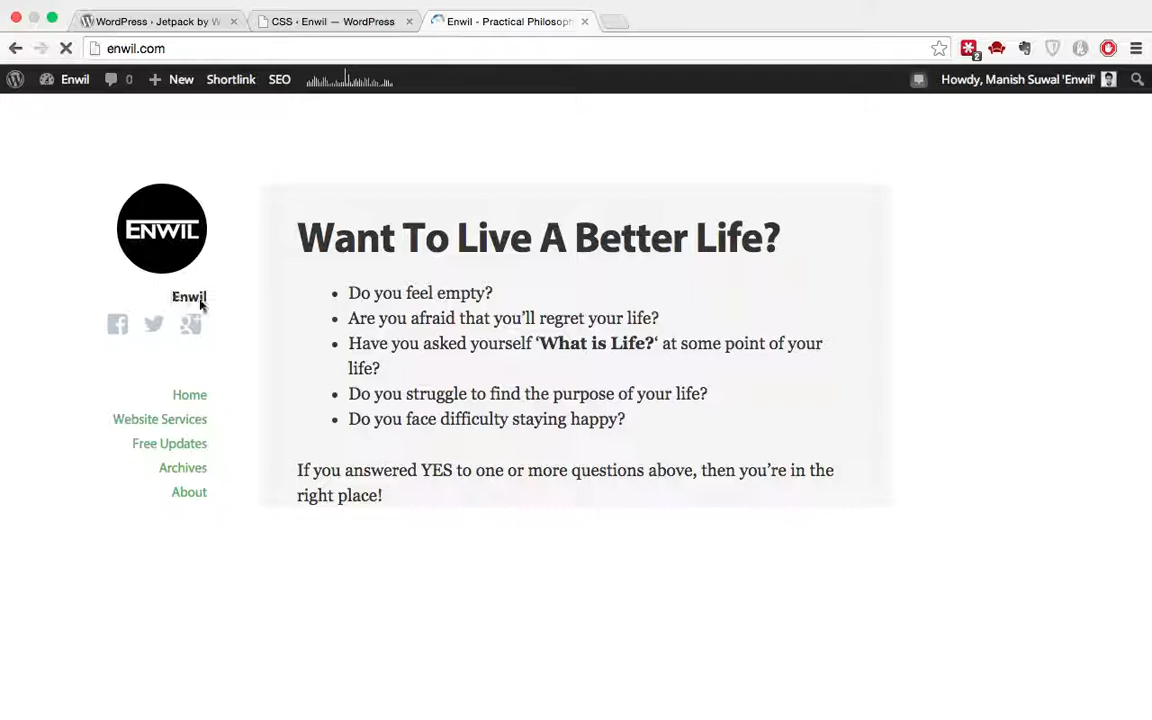 WordPress › Jetpack by W
CSS ‹ Enwil — WordPress
Enwil - Practical Philosoph
enwil.com
2
Enwil
0
New
Shortlink
SEO
Howdy, Manish Suwal 'Enwil'
ENWIL
Enwil
Home
Website Services
Free Updates
Archives
About
Want To Live A Better Life?
• Do you feel empty?
• Are you afraid that you’ll regret your life?
• Have you asked yourself ‘What is Life?‘ at some point of your
life?
• Do you struggle to find the purpose of your life?
• Do you face difficulty staying happy?
If you answered YES to one or more questions above, then you’re in the
right place!